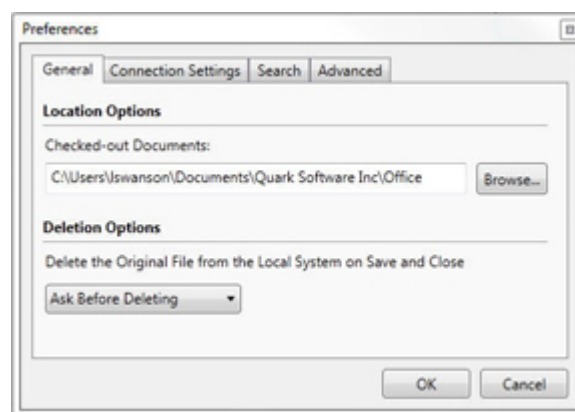 Preferences
General Connection Settings Search Advanced
Location Options
Checked-out Documents:
C:\Users\lswanson\Documents\Quark Software Inc\Office Browse...
Deletion Options
Delete the Original File from the Local System on Save and Close
Ask Before Deleting
OK Cancel